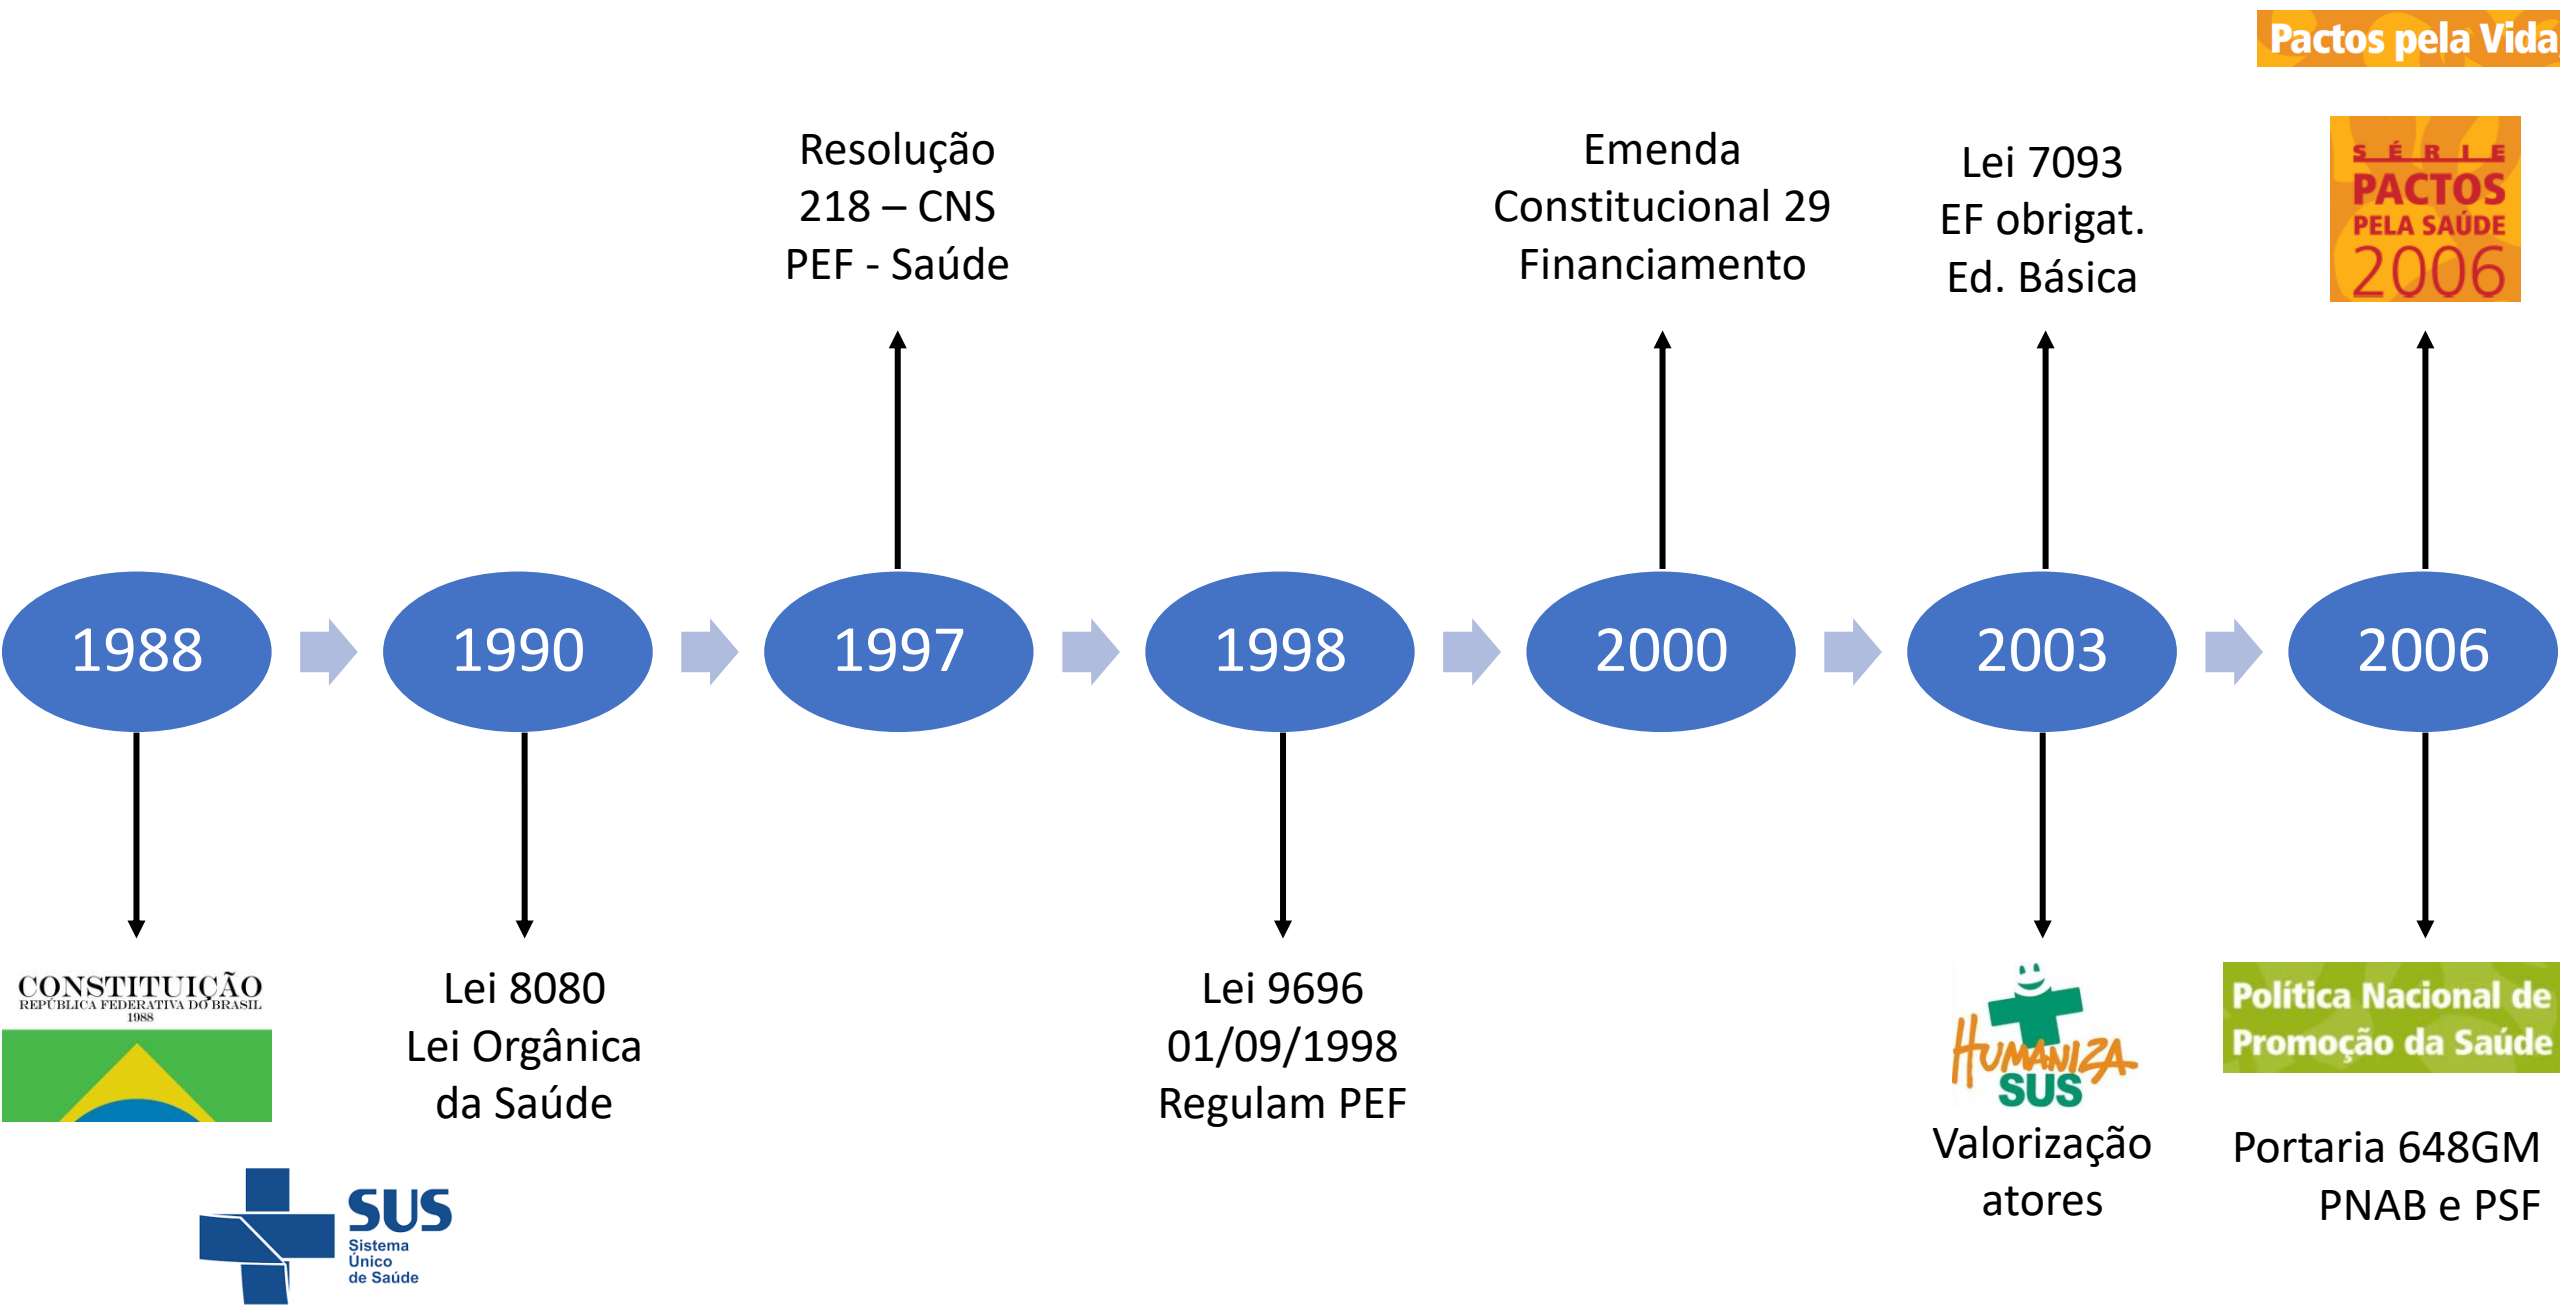 Pactos pela Vida
Resolução
218 – CNS
PEF - Saúde
Emenda
Constitucional 29
Financiamento
Lei 7093
EF obrigat.
Ed. Básica
SÉRIE
PACTOS
PELA SAÚDE
2006
1988
1990
1997
1998
2000
2003
2006
CONSTITUIÇÃO
REPÚBLICA FEDERATIVA DO BRASIL
1988
Lei 8080
Lei Orgânica
da Saúde
Lei 9696
01/09/1998
Regulam PEF
HUMANIZA
SUS
Valorização
atores
Política Nacional de
Promoção da Saúde
Portaria 648GM
PNAB e PSF
SUS
Sistema
Único
de Saúde